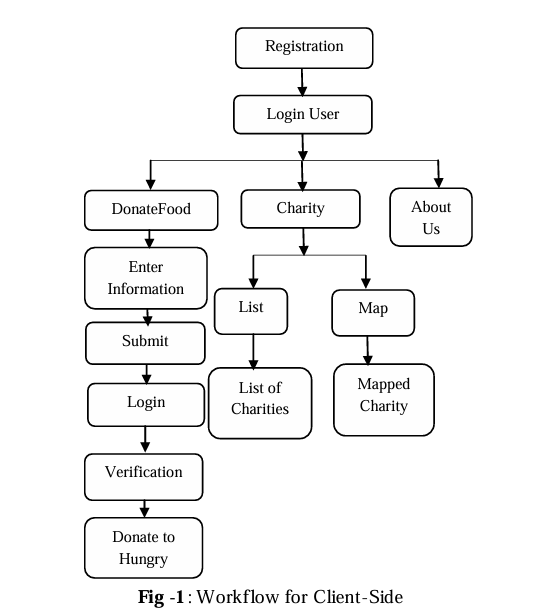 Registration
Login User
DonateFood
Charity
About
Us
Enter
Information
List
Map
Submit
List of
Charities
Mapped
Charity
Login
Verification
Donate to
Hungry
Fig -1: Workflow for Client-Side